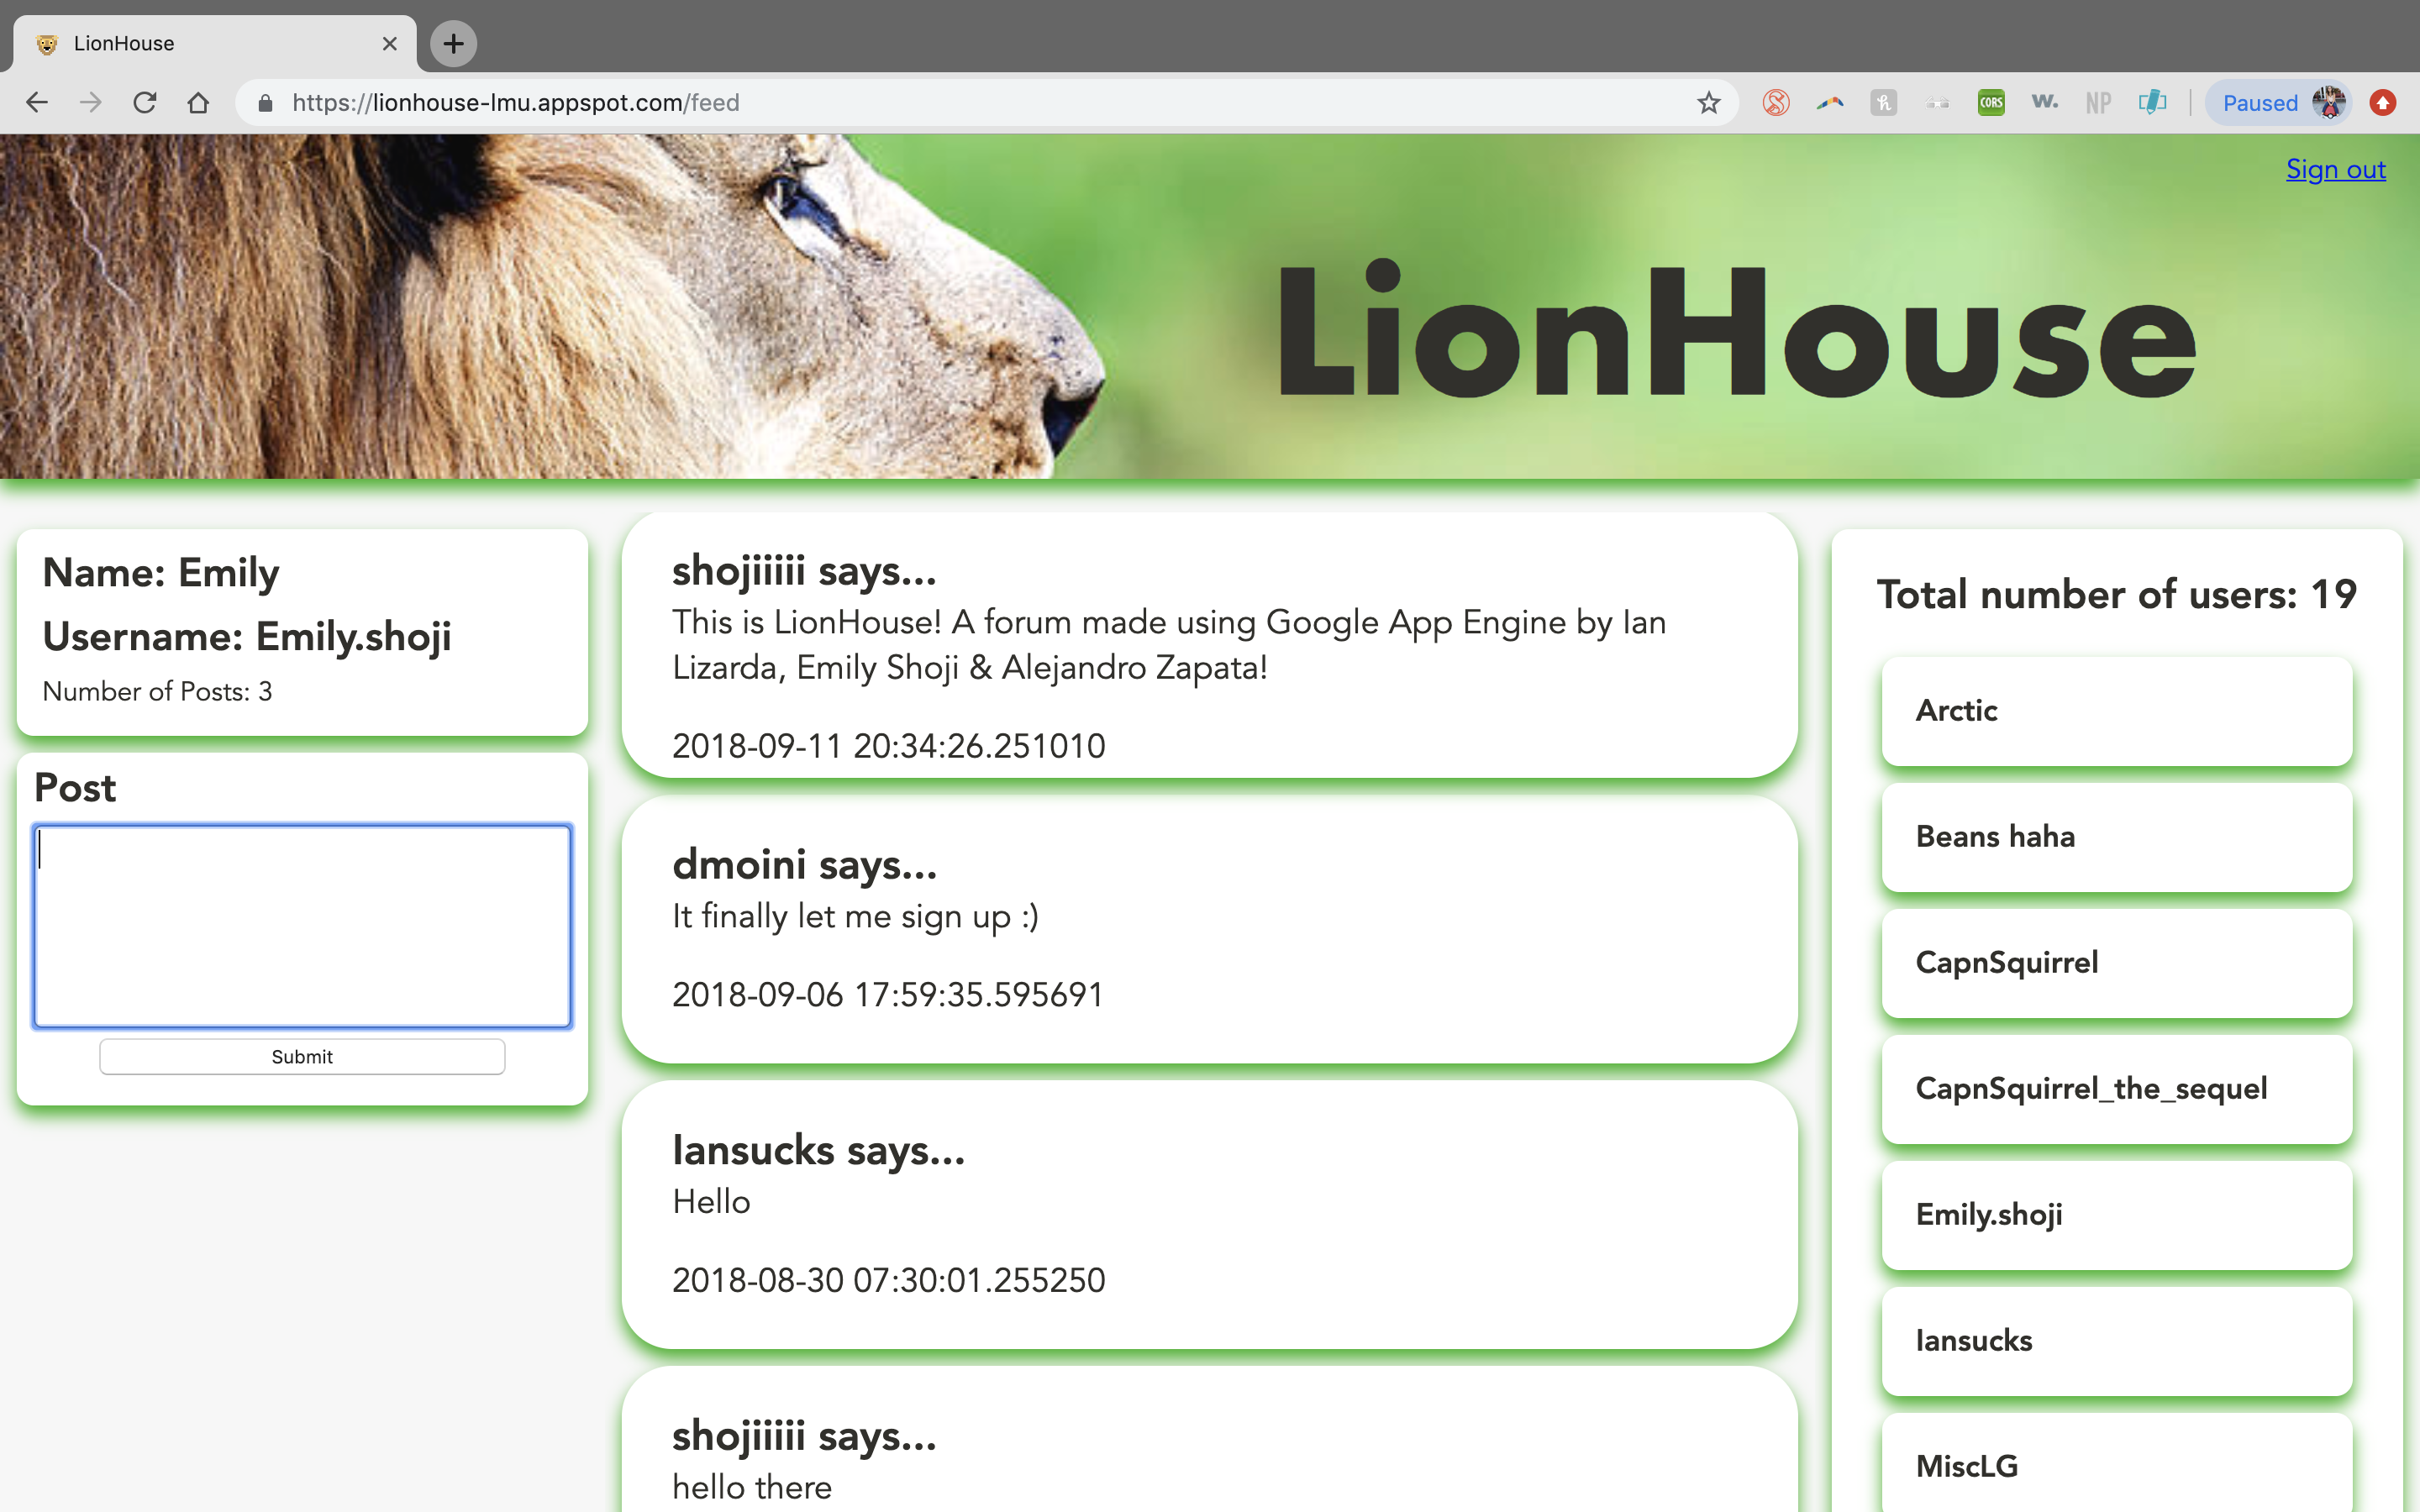 LionHouse
https://lionhouse-lmu.appspot.com/feed
CORS
w.
NP
Paused
Sign out
LionHouse
Name: Emily
Username: Emily.shoji
Number of Posts: 3
Post
Submit
shojiiiii says...
This is LionHouse! A forum made using Google App Engine by Ian
Lizarda, Emily Shoji & Alejandro Zapata!
2018-09-11 20:34:26.251010
dmoini says...
It finally let me sign up :)
2018-09-06 17:59:35.595691
Iansucks says...
Hello
2018-08-30 07:30:01.255250
shojiiiii says...
hello there
Total number of users: 19
Arctic
Beans haha
CapnSquirrel
CapnSquirrel_the_sequel
Emily.shoji
Iansucks
MiscLG